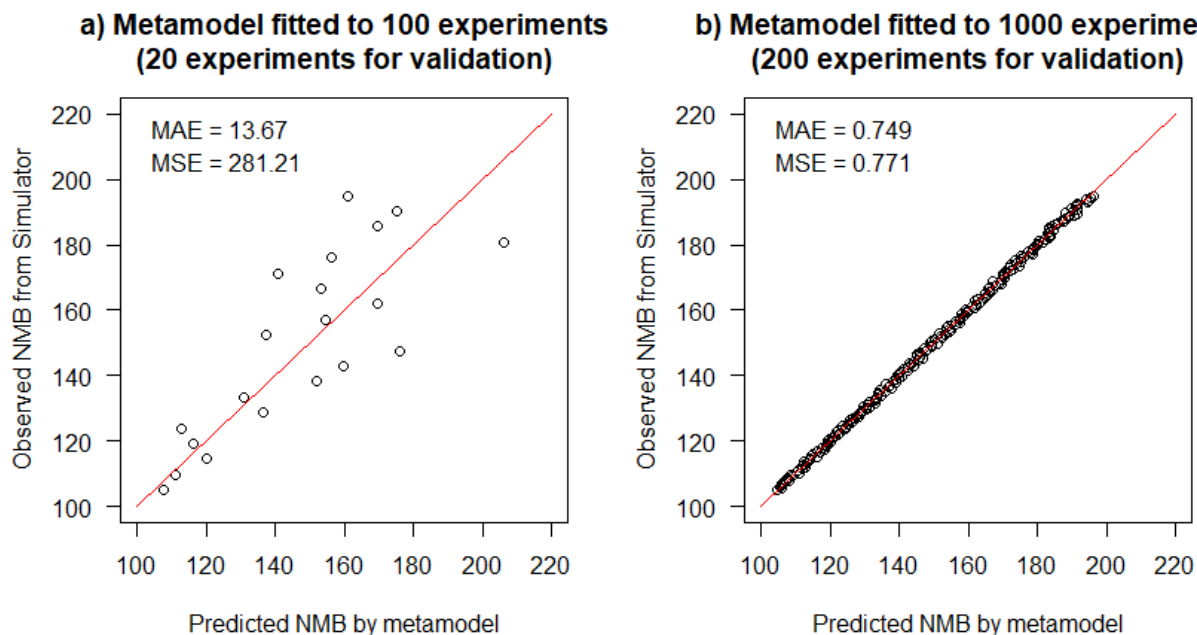 a) Metamodel fitted to 100 experiments
(20 experiments for validation)
MAE = 13.67
MSE = 281.21
Observed NMB from Simulator
220
200
180
160
140
120
100
100 120 140 160 180 200 220
Predicted NMB by metamodel
b) Metamodel fitted to 1000 experime
(200 experiments for validation)
MAE = 0.749
MSE = 0.771
Observed NMB from Simulator
220
200
180
160
140
120
100
100 120 140 160 180 200 220
Predicted NMB by metamodel